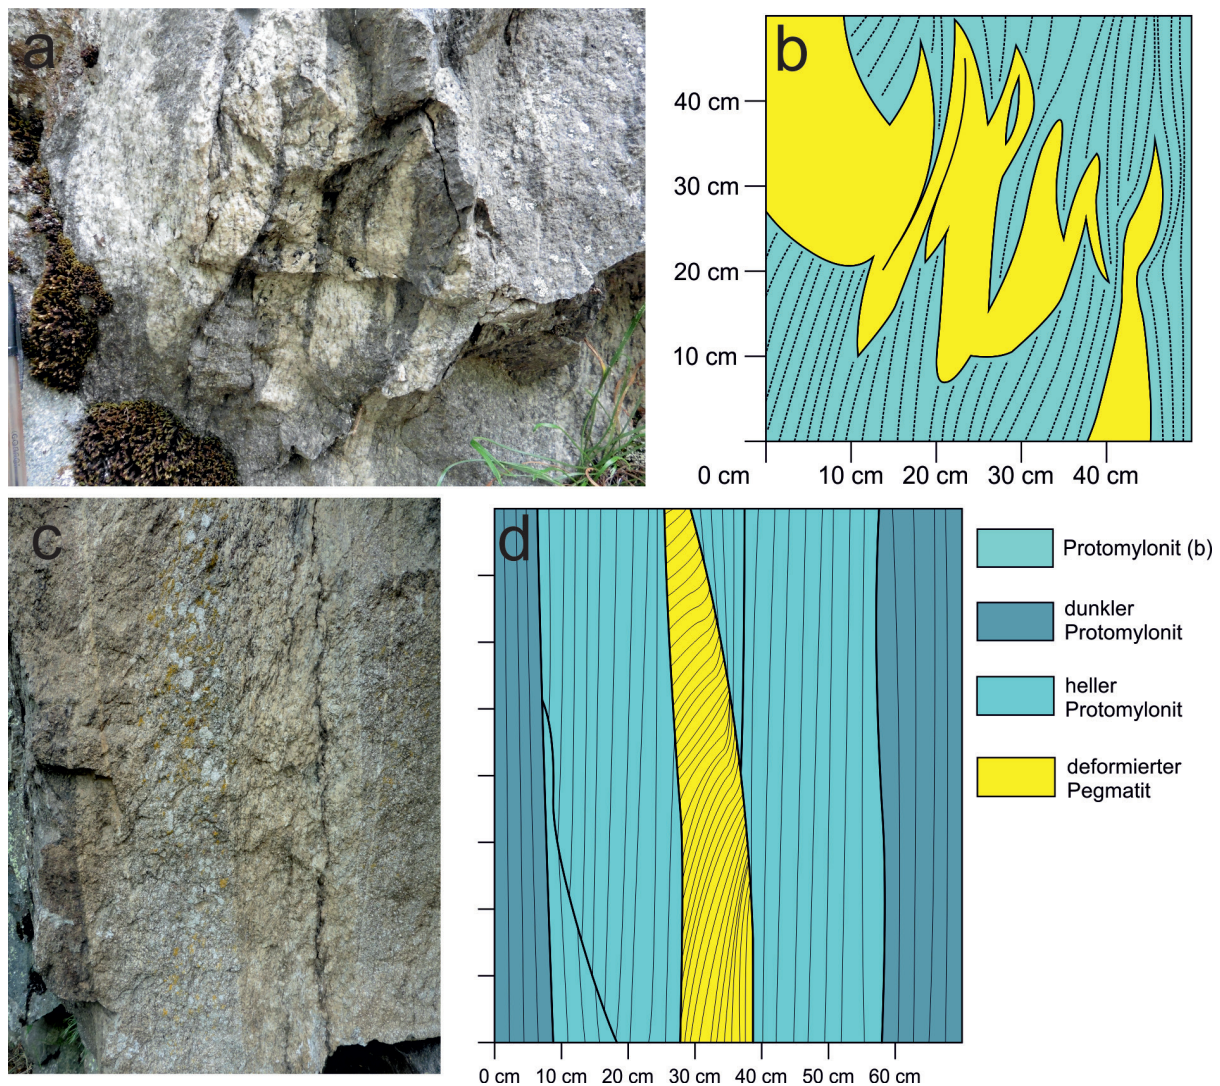 a
b
40 cm
30 cm
20 cm
10 cm
0 cm
10 cm
20 cm
30 cm
40 cm
c
d
Protomylonit (b)
dunkler
Protomylonit
heller
Protomylonit
deformierter
Pegmatit
0 cm
10 cm
20 cm
30 cm
40 cm
50 cm
60 cm